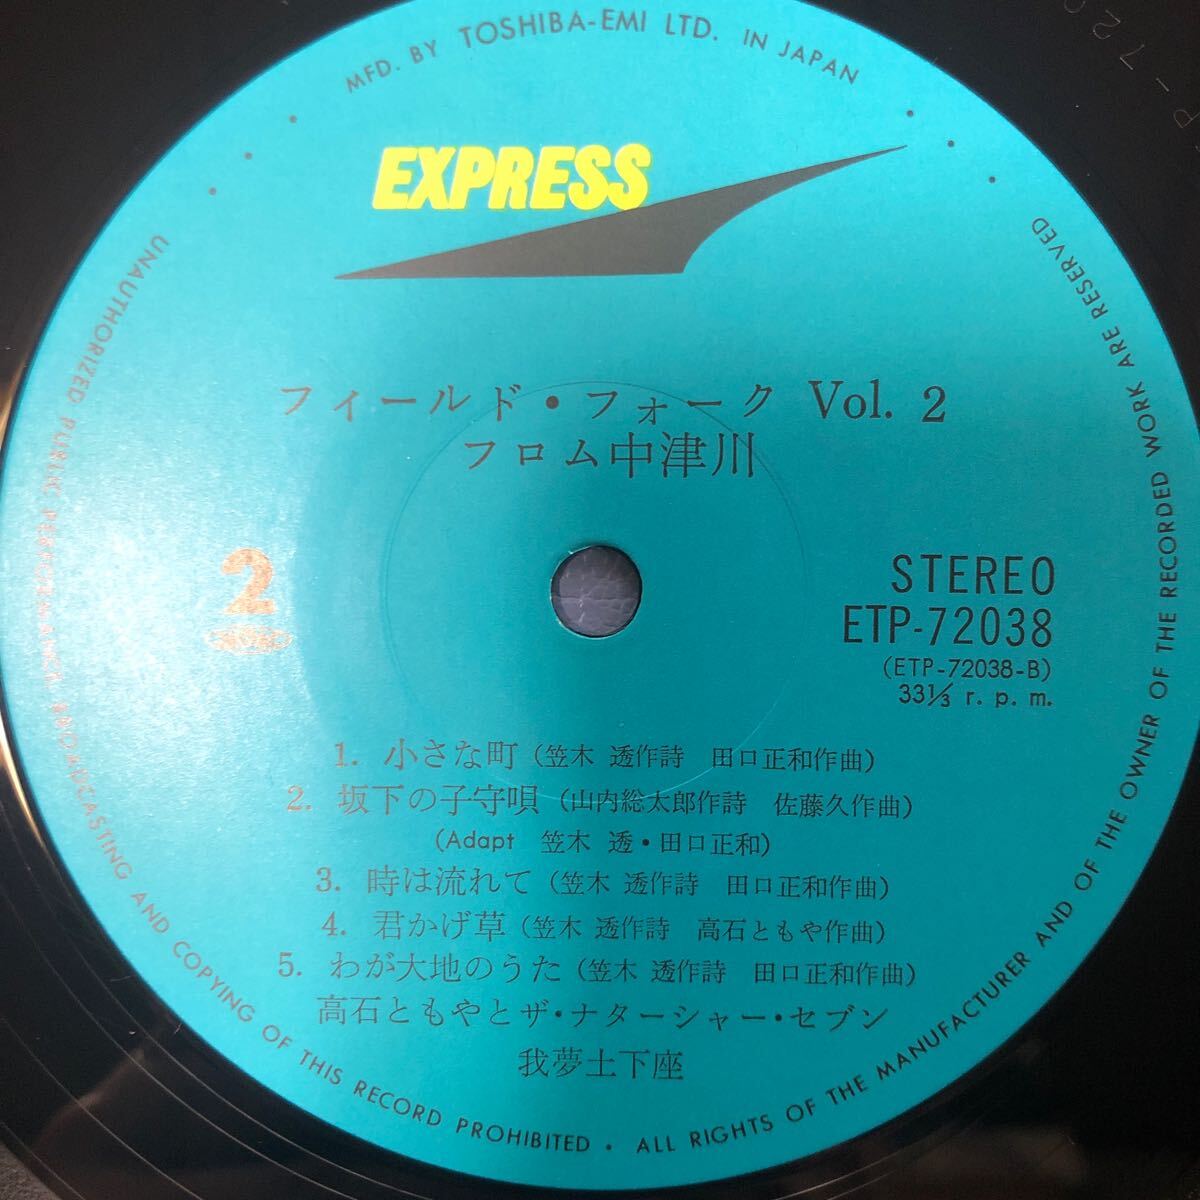 MFD. BY TOSHIBA-EMI LTD. IN JAPAN
EXPRESS
フィールド・フォーク Vol. 2
フロム中津川
2
STEREO
ETP-72038
(ETP-72038-B)
33⅓ r. p. m.
1. 小さな町 (笠木 透作詩 田口正和作曲)
2. 坂下の子守唄 (山内総太郎作詩 佐藤久作曲)
(Adapt 笠木 透・田口正和)
3. 時は流れて (笠木 透作詩 田口正和作曲)
4. 君かげ草 (笠木 透作詩 高石ともや作曲)
5. わが大地のうた (笠木 透作詩 田口正和作曲)
高石ともやとザ・ナターシャー・セブン
我夢土下座
UNAUTHORIZED PUBLIC PERFORMANCE BROADCASTING AND COPYING OF THIS RECORD PROHIBITED • ALL RIGHTS OF THE MANUFACTURER AND OF THE OWNER OF THE RECORDED WORK ARE RESERVED